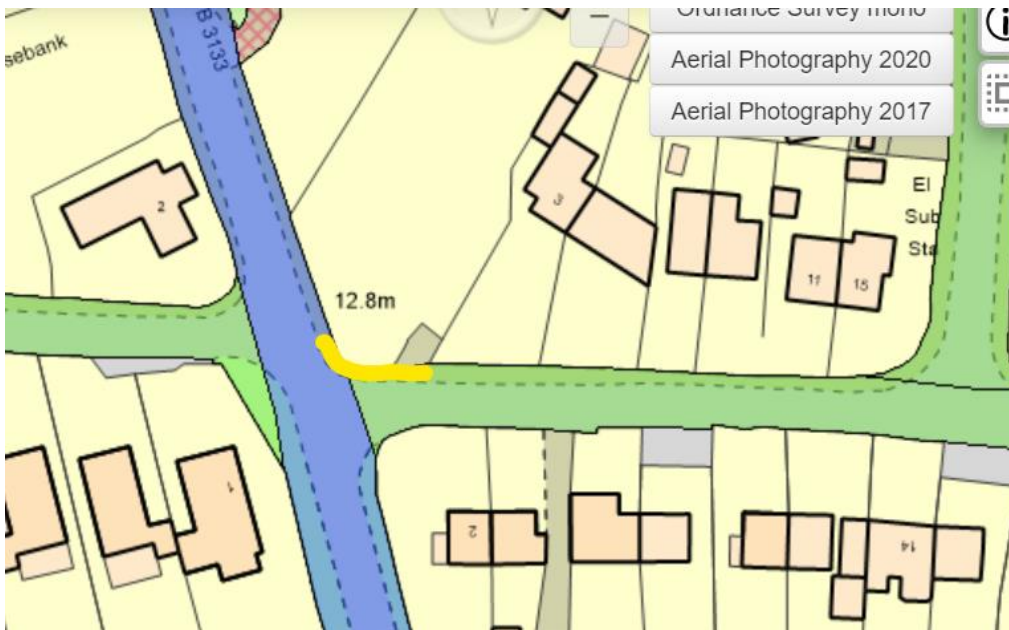 Ordnance Survey mono
Aerial Photography 2020
Aerial Photography 2017
B 3133
sebank
2
3
12.8m
El
Sub
Sta
11
15
1
2
14